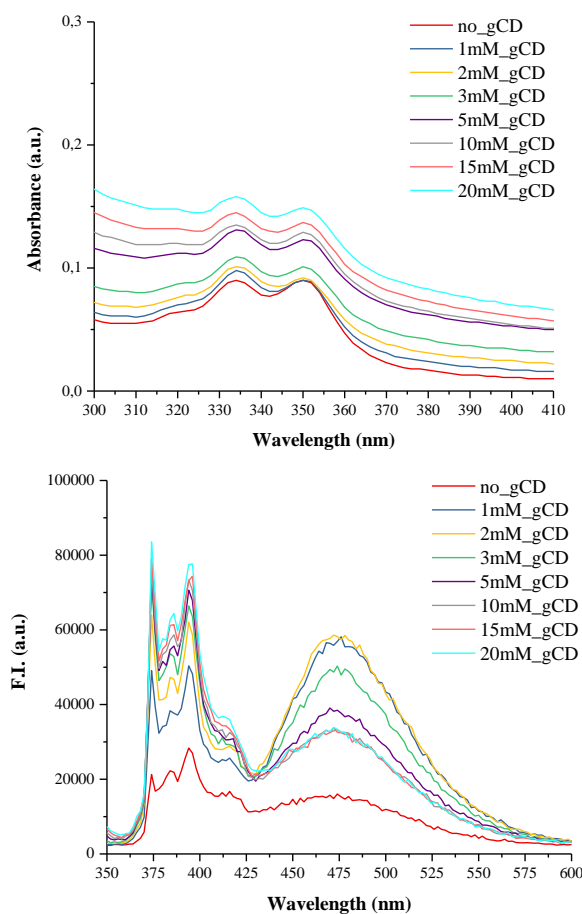 0,3
0,2
0,1
0,0
Absorbance (a.u.)
no_gCD
1mM_gCD
2mM_gCD
3mM_gCD
5mM_gCD
10mM_gCD
15mM_gCD
20mM_gCD
300 310 320 330 340 350 360 370 380 390 400 410
Wavelength (nm)
100000
80000
60000
40000
20000
0
F.I. (a.u.)
no_gCD
1mM_gCD
2mM_gCD
3mM_gCD
5mM_gCD
10mM_gCD
15mM_gCD
20mM_gCD
350 375 400 425 450 475 500 525 550 575 600
Wavelength (nm)